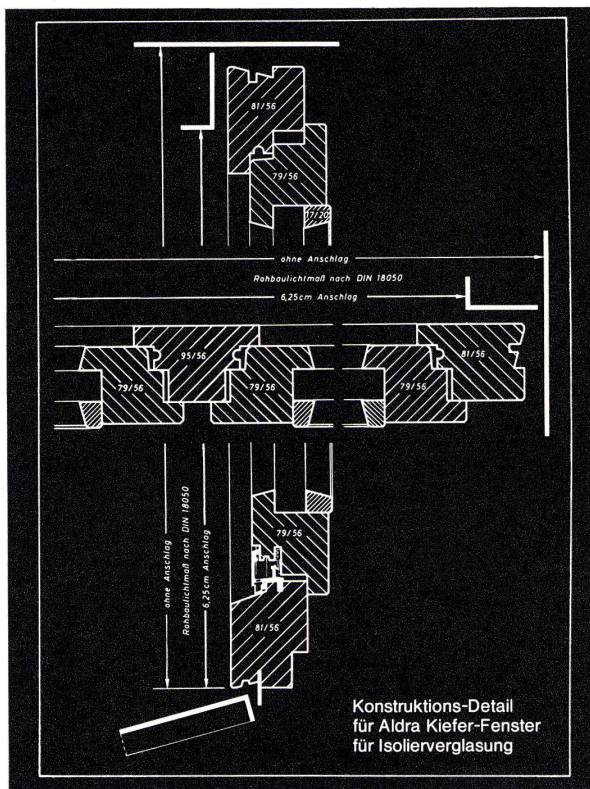 81/56
79/56
17/20
ohne Anschlag
Rohbaulichtmaß nach DIN 18050
6,25cm Anschlag
95/56
81/56
79/56
79/56
79/56
ohne Anschlag
Rohbaulichtmaß nach DIN 18050
6,25cm Anschlag
79/56
81/56
Konstruktions-Detail
für Aldra Kiefer-Fenster
für Isolierverglasung